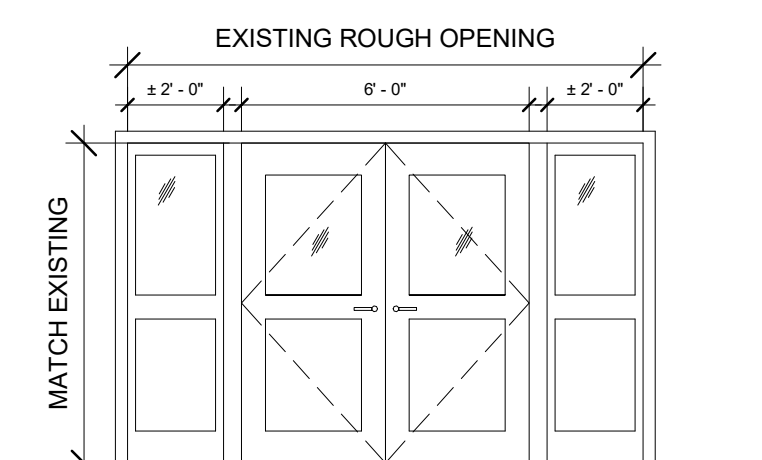 EXISTING ROUGH OPENING
± 2' - 0"
6' - 0"
± 2' - 0"
MATCH EXISTING